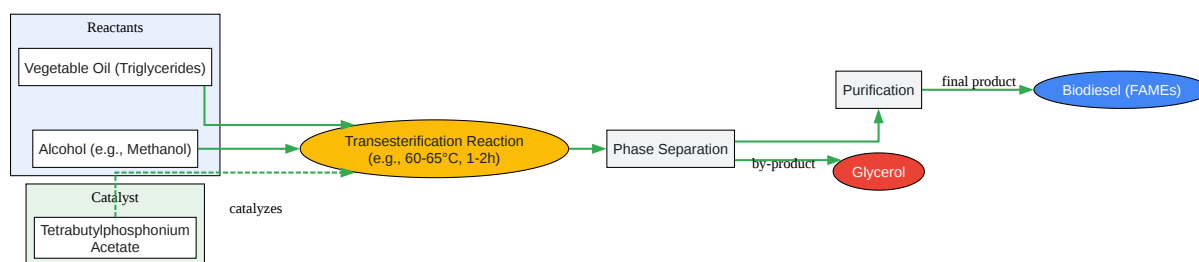 Reactants
Vegetable Oil (Triglycerides)
Alcohol (e.g., Methanol)
Catalyst
Tetrabutylphosphonium
Acetate
catalyzes
Transesterification Reaction
(e.g., 60-65°C, 1-2h)
Phase Separation
by-product
Glycerol
Purification
final product
Biodiesel (FAMEs)